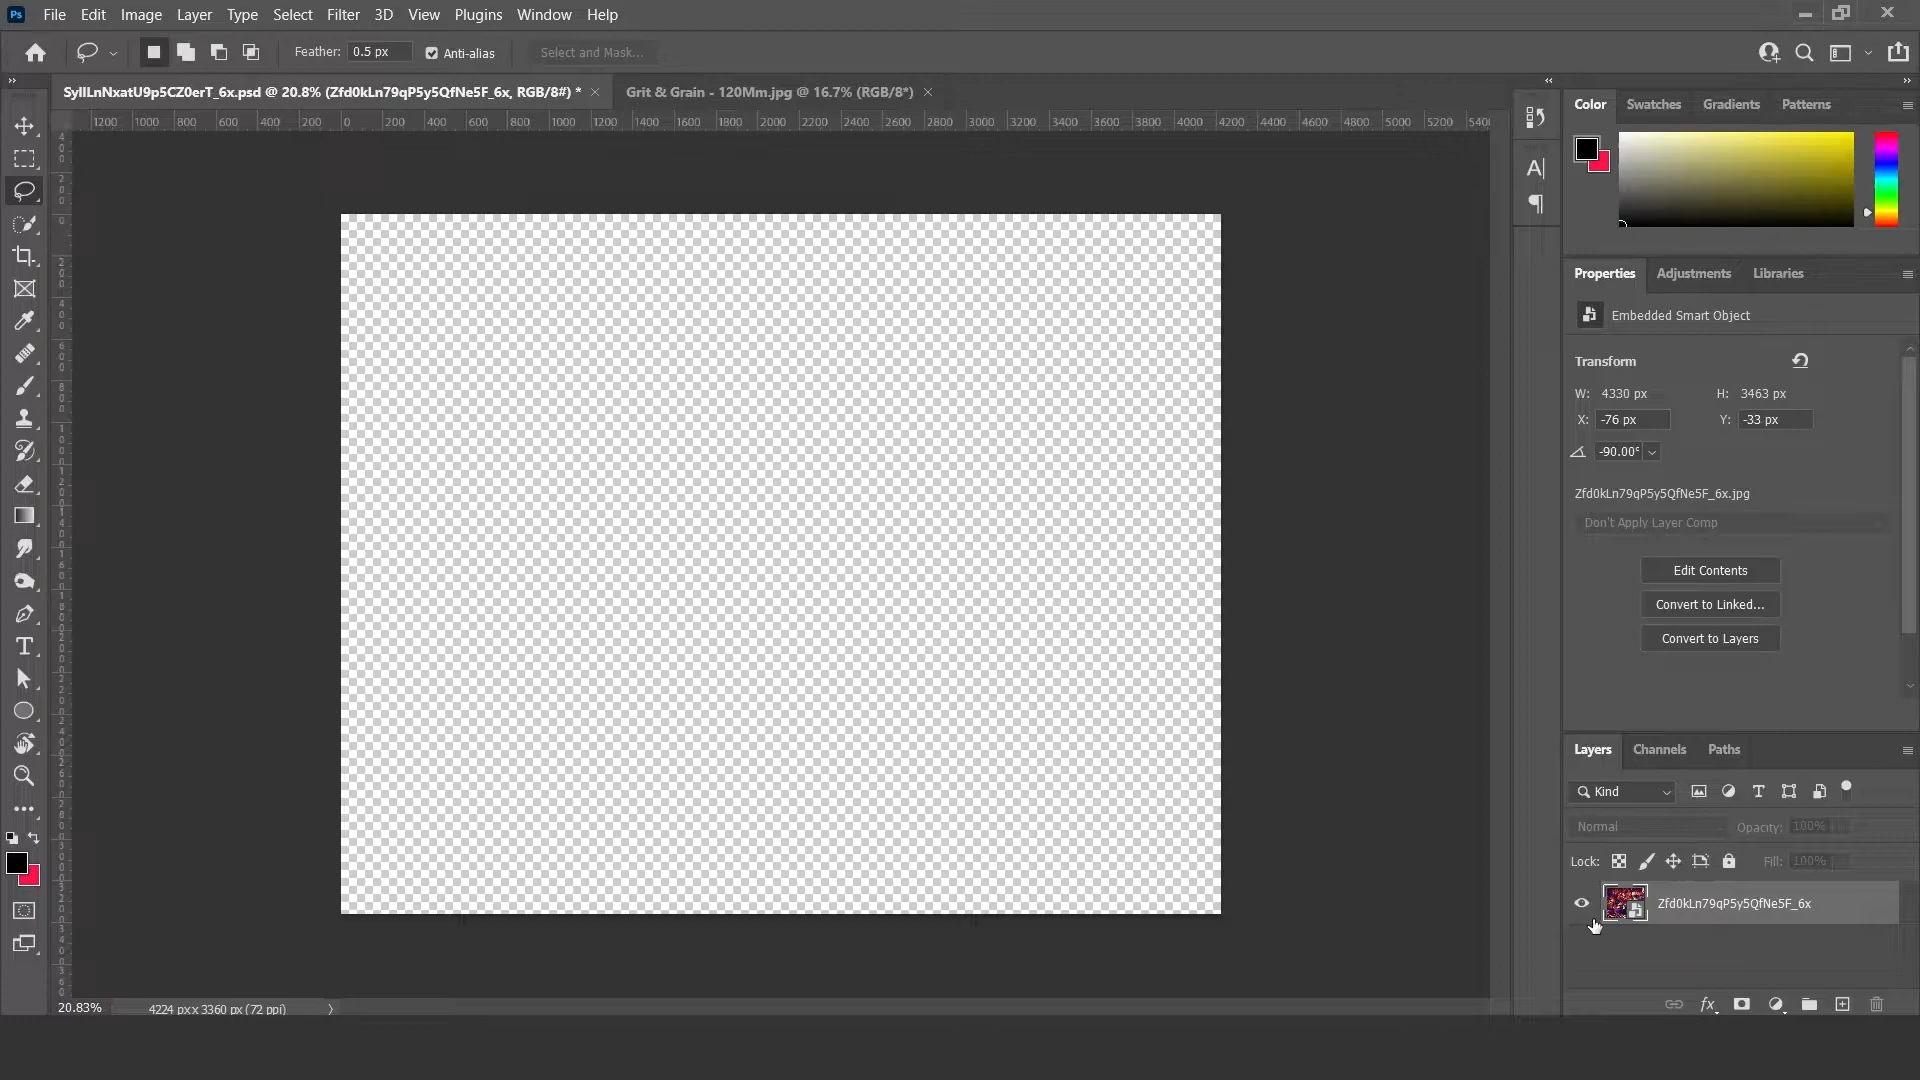 Ps File Edit Image Layer Type Select Filter 3D View Plugins Window Help
Feather: 0.5 px Anti-alias Select and Mask...
SyIILnNxatU9p5CZ0erT_6x.psd @ 20.8% (Zfd0kLn79qP5y5QfNe5F_6x, RGB/8#) * Grit & Grain - 120Mm.jpg @ 16.7% (RGB/8*)
1200 1000 800 600 400 200 0 200 400 600 800 1000 1200 1400 1600 1800 2000 2200 2400 2600 2800 3000 3200 3400 3600 3800 4000 4200 4400 4600 4800 5000 5200 5400
Color Swatches Gradients Patterns
Properties Adjustments Libraries
Embedded Smart Object
Transform
W: 4330 px H: 3463 px
X: -76 px Y: -33 px
-90.00°
Zfd0kLn79qP5y5QfNe5F_6x.jpg
Don't Apply Layer Comp
Edit Contents
Convert to Linked...
Convert to Layers
Layers Channels Paths
Kind
Normal Opacity: 100%
Lock: Fill: 100%
Zfd0kLn79qP5y5QfNe5F_6x
fx
20.83% 4224 px x 3360 px (72 ppi)